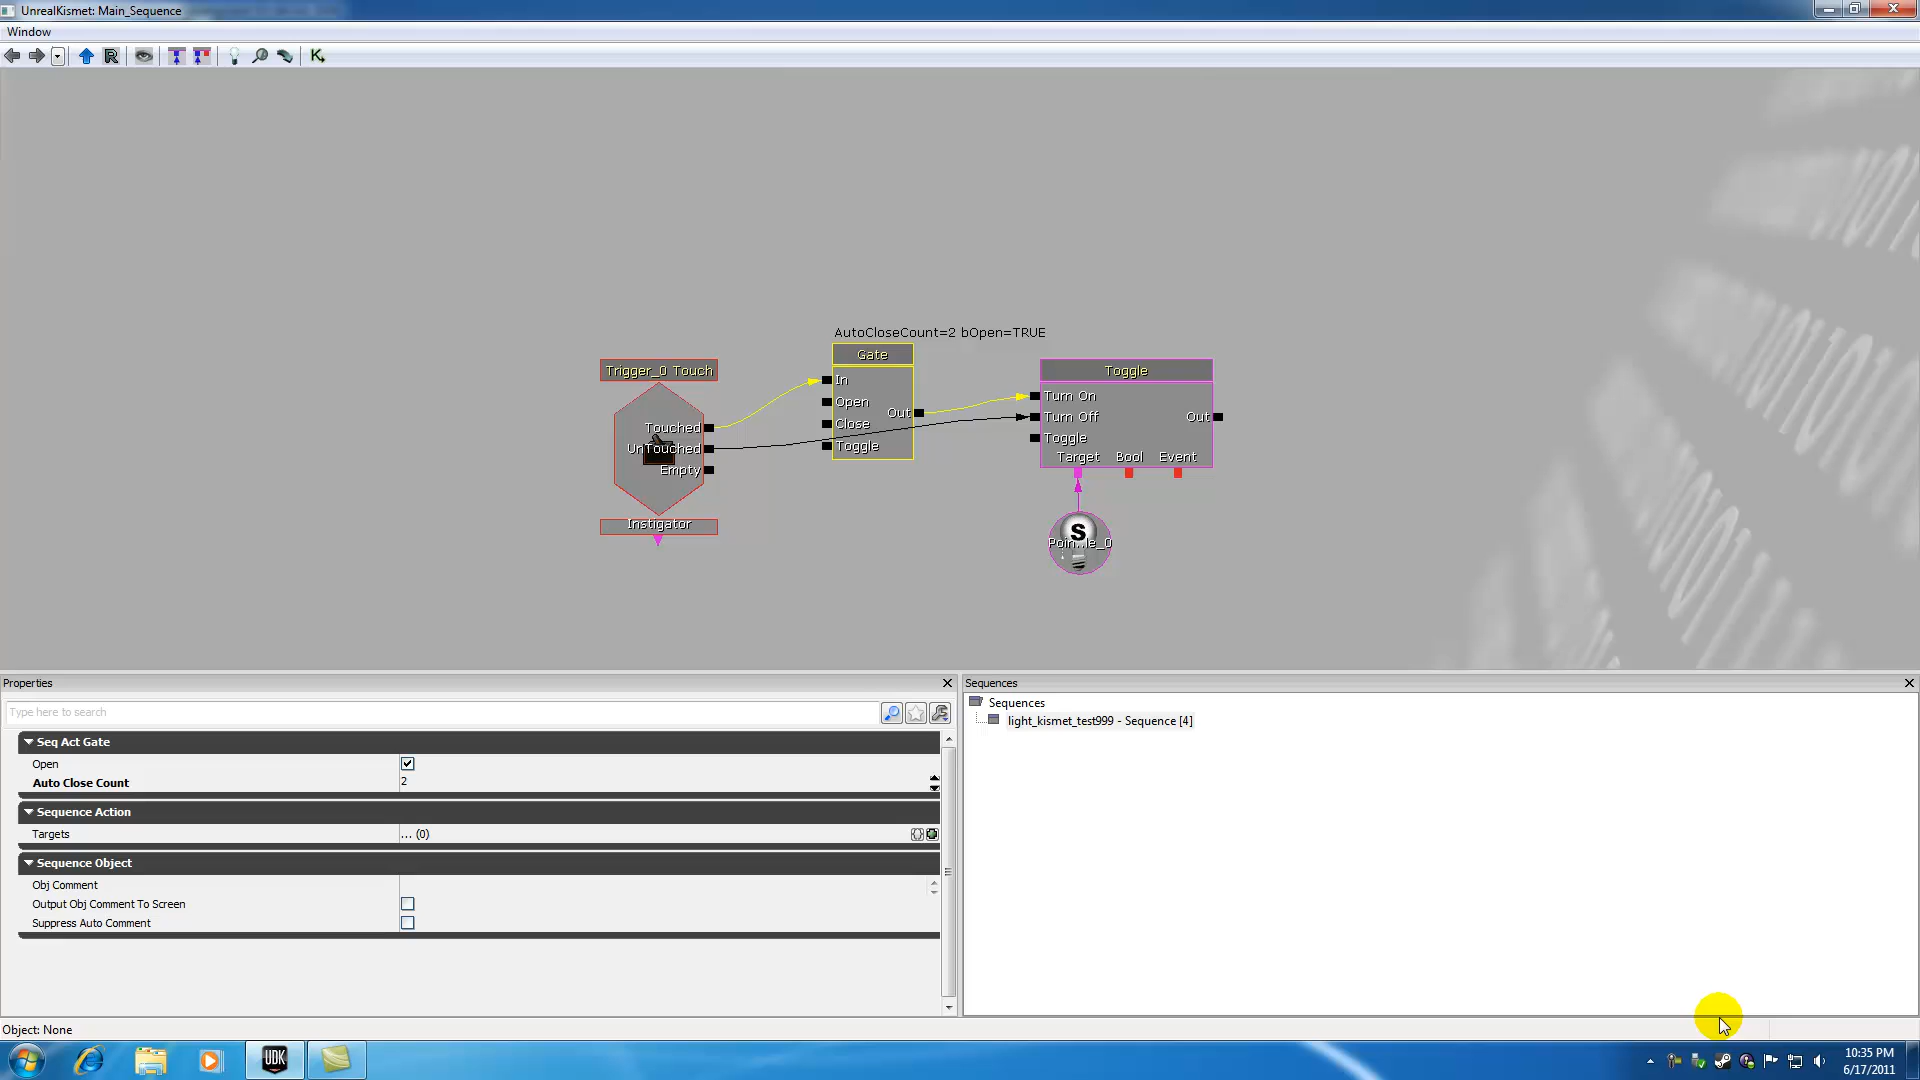 UnrealKismet: Main_Sequence
Window
AutoCloseCount=2 bOpen=TRUE
Gate
In
Open
Close
Toggle
Out
Trigger_0 Touch
Touched
UnTouched
Empty
Instigator
Toggle
Turn On
Turn Off
Toggle
Out
Target Bool Event
S
Poin...le_0
Properties
Type here to search
Seq Act Gate
Open
Auto Close Count 2
Sequence Action
Targets ... (0)
Sequence Object
Obj Comment
Output Obj Comment To Screen
Suppress Auto Comment
Sequences
Sequences
light_kismet_test999 - Sequence [4]
Object: None
UDK
10:35 PM
6/17/2011